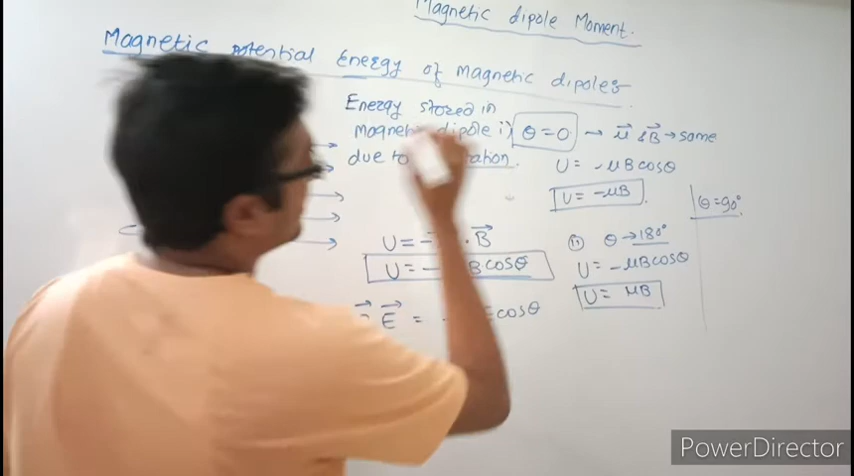 Magnetic dipole Moment.
Magnetic potential Energy of magnetic dipoles
Energy stored in
magnetic dipole
due to
U = - . B
U = - B cosθ
E = cosθ
i) θ = 0 → μ & B → same
U = - μB cosθ
U = -μB
(ii) θ → 180°
U = - μB cosθ
U = μB
θ = 90°
PowerDirector